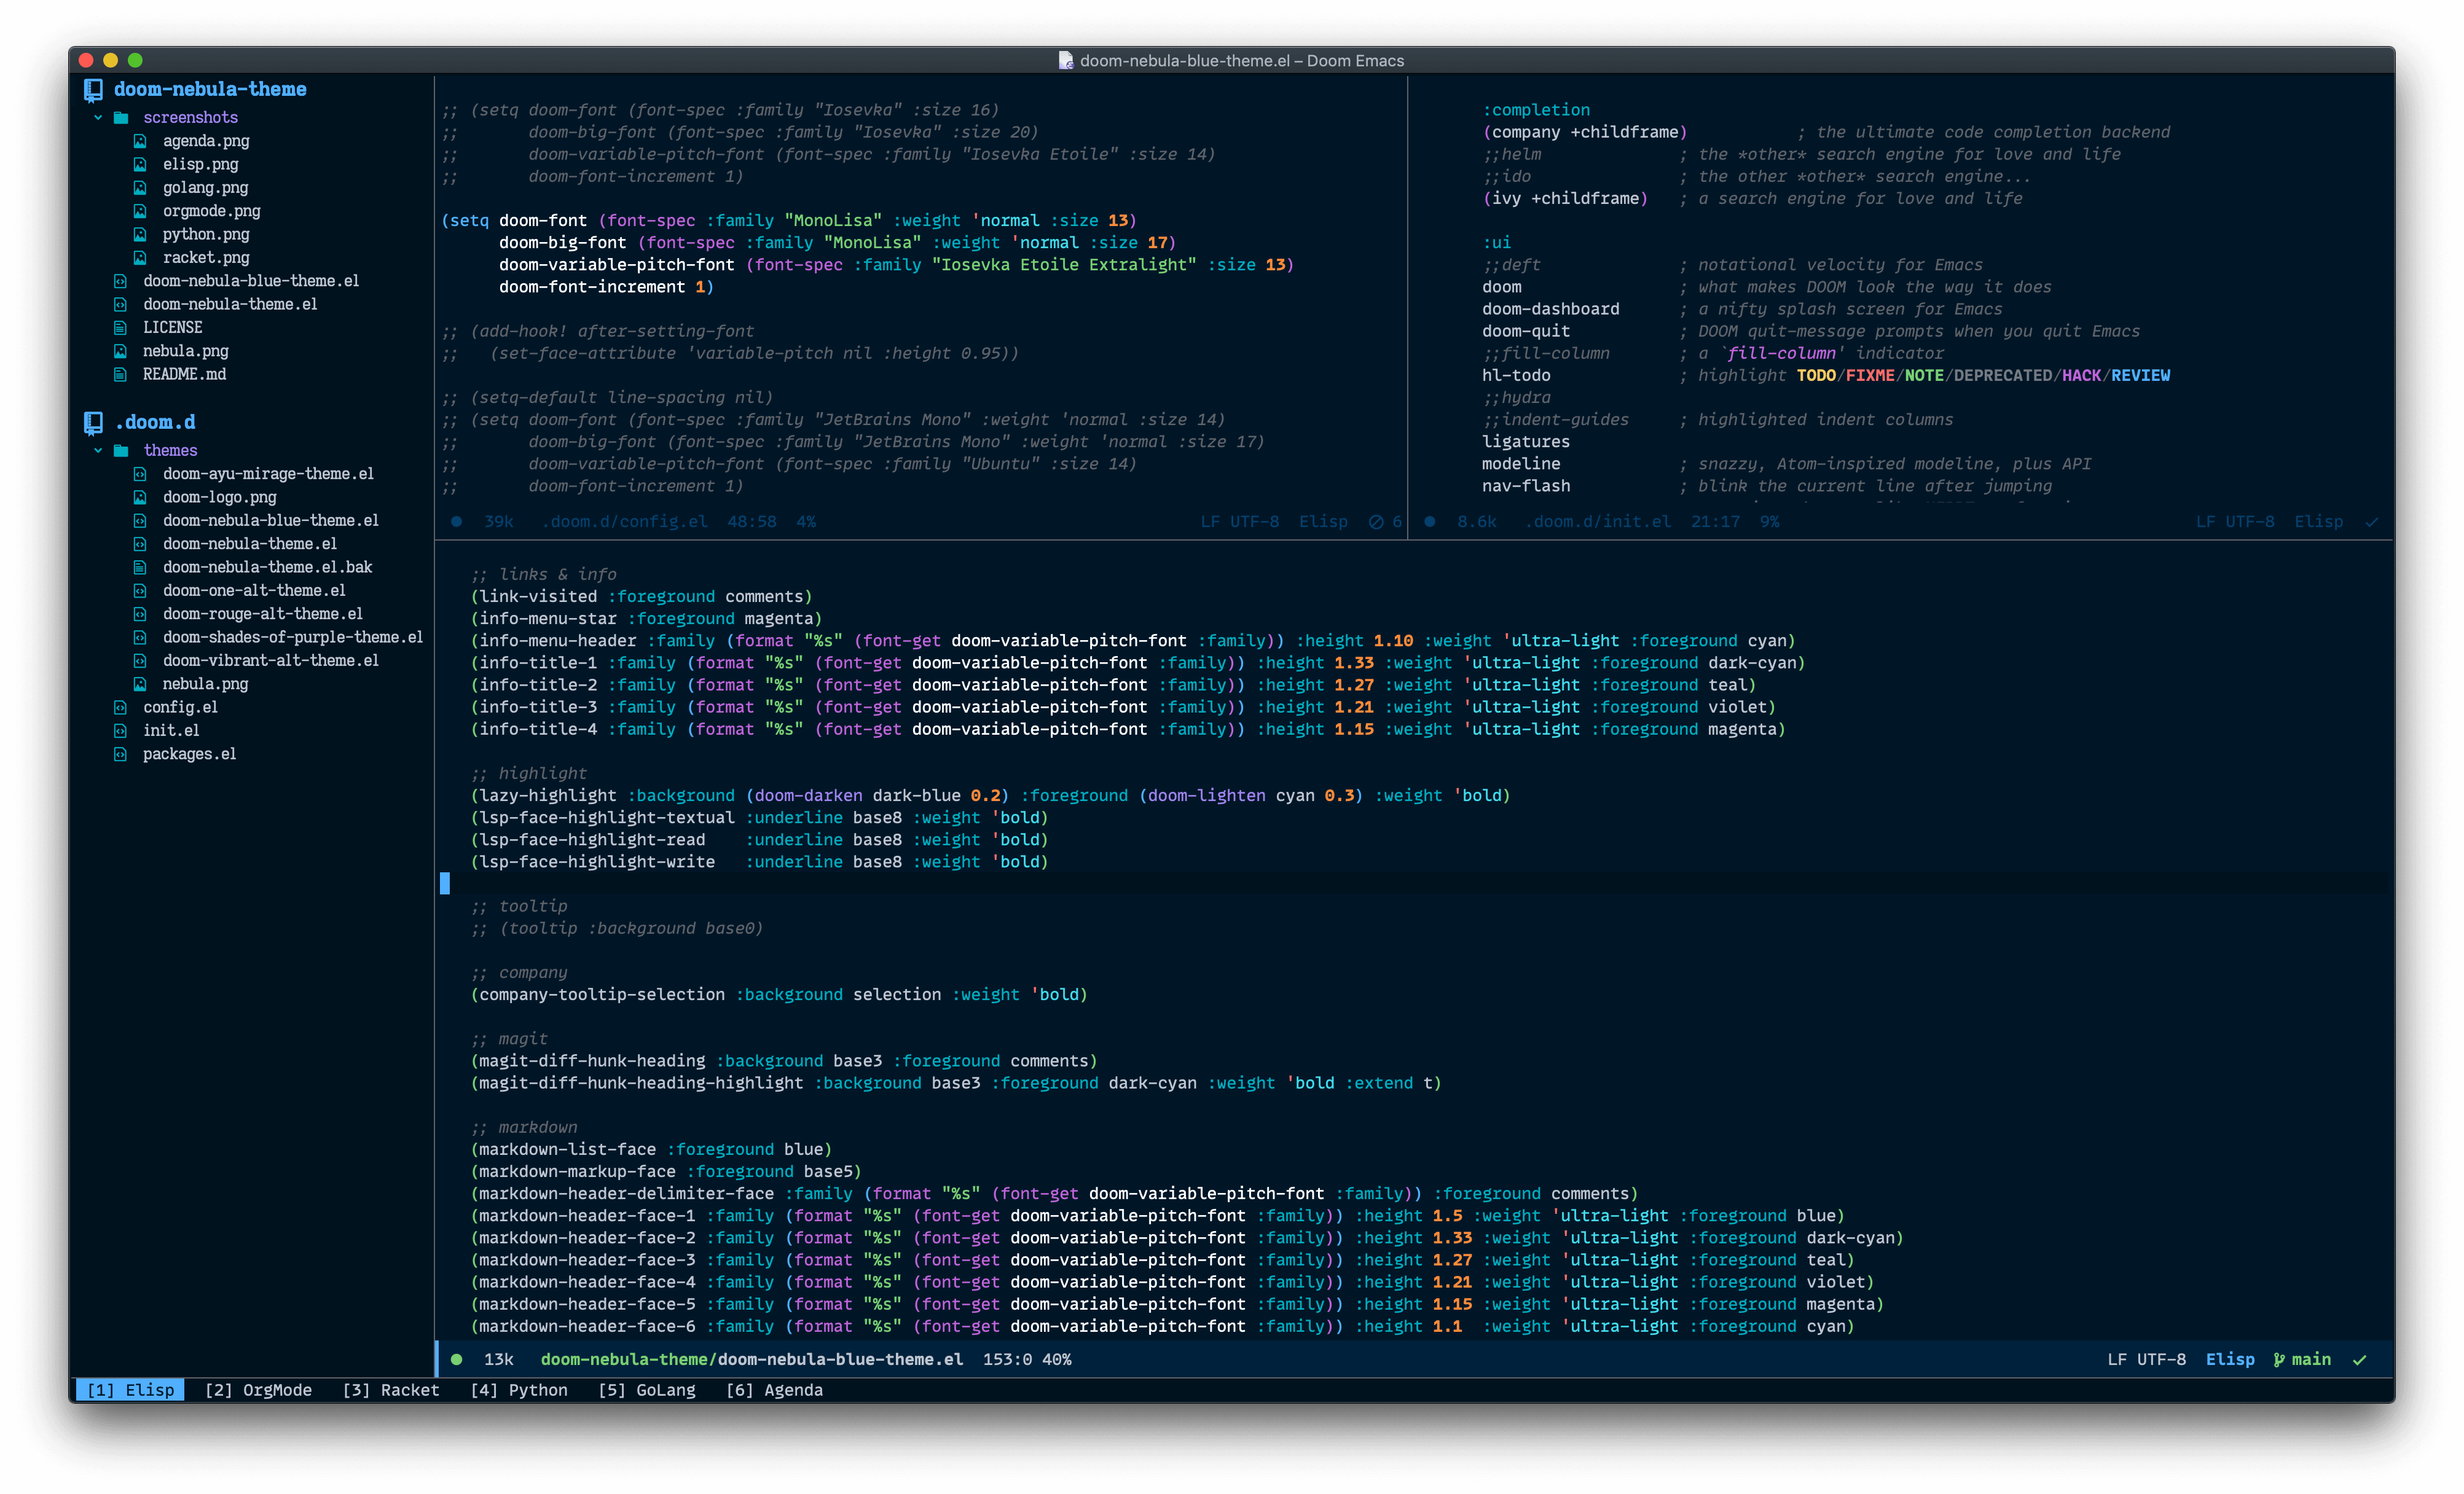 doom-nebula-blue-theme.el – Doom Emacs
doom-nebula-theme
screenshots
agenda.png
elisp.png
golang.png
orgmode.png
python.png
racket.png
doom-nebula-blue-theme.el
doom-nebula-theme.el
LICENSE
nebula.png
README.md
.doom.d
themes
doom-ayu-mirage-theme.el
doom-logo.png
doom-nebula-blue-theme.el
doom-nebula-theme.el
doom-nebula-theme.el.bak
doom-one-alt-theme.el
doom-rouge-alt-theme.el
doom-shades-of-purple-theme.el
doom-vibrant-alt-theme.el
nebula.png
config.el
init.el
packages.el
;; (setq doom-font (font-spec :family "Iosevka" :size 16)
;;       doom-big-font (font-spec :family "Iosevka" :size 20)
;;       doom-variable-pitch-font (font-spec :family "Iosevka Etoile" :size 14)
;;       doom-font-increment 1)
(setq doom-font (font-spec :family "MonoLisa" :weight 'normal :size 13)
      doom-big-font (font-spec :family "MonoLisa" :weight 'normal :size 17)
      doom-variable-pitch-font (font-spec :family "Iosevka Etoile Extralight" :size 13)
      doom-font-increment 1)
;; (add-hook! after-setting-font
;;   (set-face-attribute 'variable-pitch nil :height 0.95))
;; (setq-default line-spacing nil)
;; (setq doom-font (font-spec :family "JetBrains Mono" :weight 'normal :size 14)
;;       doom-big-font (font-spec :family "JetBrains Mono" :weight 'normal :size 17)
;;       doom-variable-pitch-font (font-spec :family "Ubuntu" :size 14)
;;       doom-font-increment 1)
39k .doom.d/config.el 48:58 4% LF UTF-8 Elisp 6
:completion
(company +childframe)           ; the ultimate code completion backend
;;helm              ; the *other* search engine for love and life
;;ido               ; the other *other* search engine...
(ivy +childframe)   ; a search engine for love and life
:ui
;;deft              ; notational velocity for Emacs
doom                ; what makes DOOM look the way it does
doom-dashboard      ; a nifty splash screen for Emacs
doom-quit           ; DOOM quit-message prompts when you quit Emacs
;;fill-column       ; a `fill-column' indicator
hl-todo             ; highlight TODO/FIXME/NOTE/DEPRECATED/HACK/REVIEW
;;hydra
;;indent-guides     ; highlighted indent columns
ligatures
modeline            ; snazzy, Atom-inspired modeline, plus API
nav-flash           ; blink the current line after jumping
8.6k .doom.d/init.el 21:17 9% LF UTF-8 Elisp ✓
;; links & info
(link-visited :foreground comments)
(info-menu-star :foreground magenta)
(info-menu-header :family (format "%s" (font-get doom-variable-pitch-font :family)) :height 1.10 :weight 'ultra-light :foreground cyan)
(info-title-1 :family (format "%s" (font-get doom-variable-pitch-font :family)) :height 1.33 :weight 'ultra-light :foreground dark-cyan)
(info-title-2 :family (format "%s" (font-get doom-variable-pitch-font :family)) :height 1.27 :weight 'ultra-light :foreground teal)
(info-title-3 :family (format "%s" (font-get doom-variable-pitch-font :family)) :height 1.21 :weight 'ultra-light :foreground violet)
(info-title-4 :family (format "%s" (font-get doom-variable-pitch-font :family)) :height 1.15 :weight 'ultra-light :foreground magenta)
;; highlight
(lazy-highlight :background (doom-darken dark-blue 0.2) :foreground (doom-lighten cyan 0.3) :weight 'bold)
(lsp-face-highlight-textual :underline base8 :weight 'bold)
(lsp-face-highlight-read    :underline base8 :weight 'bold)
(lsp-face-highlight-write   :underline base8 :weight 'bold)
;; tooltip
;; (tooltip :background base0)
;; company
(company-tooltip-selection :background selection :weight 'bold)
;; magit
(magit-diff-hunk-heading :background base3 :foreground comments)
(magit-diff-hunk-heading-highlight :background base3 :foreground dark-cyan :weight 'bold :extend t)
;; markdown
(markdown-list-face :foreground blue)
(markdown-markup-face :foreground base5)
(markdown-header-delimiter-face :family (format "%s" (font-get doom-variable-pitch-font :family)) :foreground comments)
(markdown-header-face-1 :family (format "%s" (font-get doom-variable-pitch-font :family)) :height 1.5 :weight 'ultra-light :foreground blue)
(markdown-header-face-2 :family (format "%s" (font-get doom-variable-pitch-font :family)) :height 1.33 :weight 'ultra-light :foreground dark-cyan)
(markdown-header-face-3 :family (format "%s" (font-get doom-variable-pitch-font :family)) :height 1.27 :weight 'ultra-light :foreground teal)
(markdown-header-face-4 :family (format "%s" (font-get doom-variable-pitch-font :family)) :height 1.21 :weight 'ultra-light :foreground violet)
(markdown-header-face-5 :family (format "%s" (font-get doom-variable-pitch-font :family)) :height 1.15 :weight 'ultra-light :foreground magenta)
(markdown-header-face-6 :family (format "%s" (font-get doom-variable-pitch-font :family)) :height 1.1  :weight 'ultra-light :foreground cyan)
13k doom-nebula-theme/doom-nebula-blue-theme.el 153:0 40% LF UTF-8 Elisp main ✓
[1] Elisp [2] OrgMode [3] Racket [4] Python [5] GoLang [6] Agenda